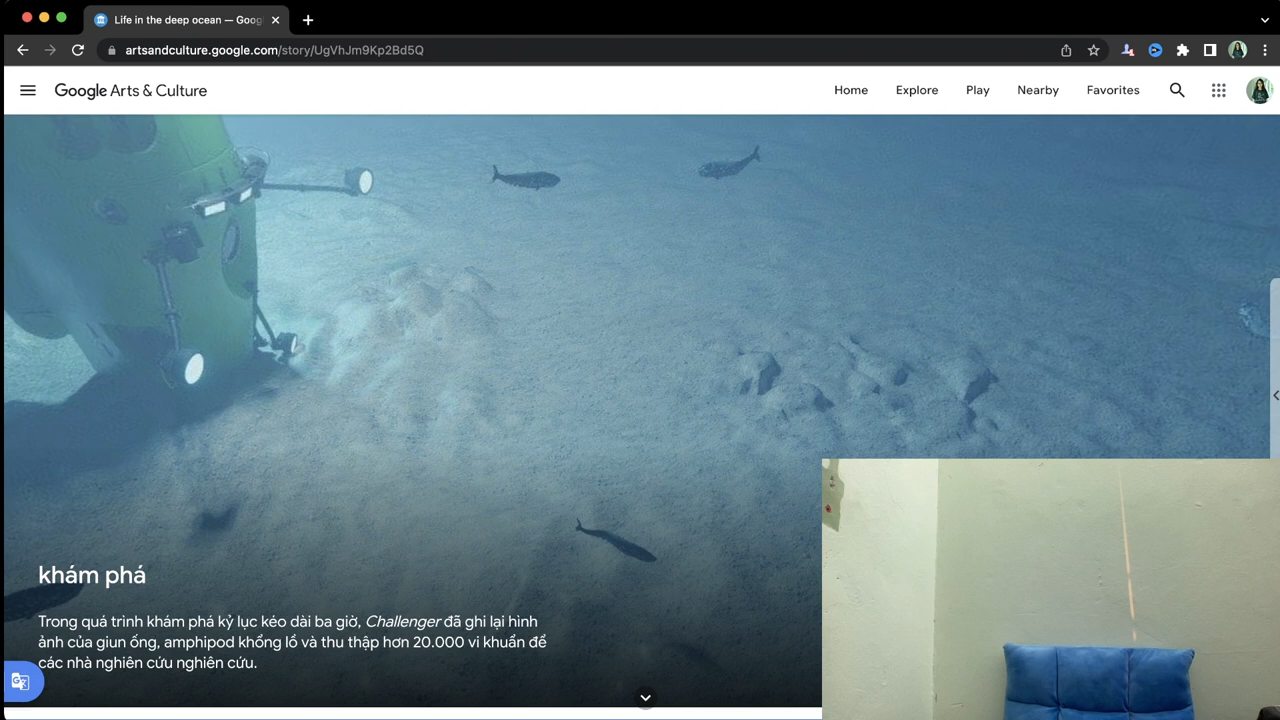 Life in the deep ocean — Goog
artsandculture.google.com/story/UgVhJm9Kp2Bd5Q
Google Arts & Culture
Home
Explore
Play
Nearby
Favorites
khám phá
Trong quá trình khám phá kỷ lục kéo dài ba giờ, Challenger đã ghi lại hình
ảnh của giun ống, amphipod khổng lồ và thu thập hơn 20.000 vi khuẩn để
các nhà nghiên cứu nghiên cứu.